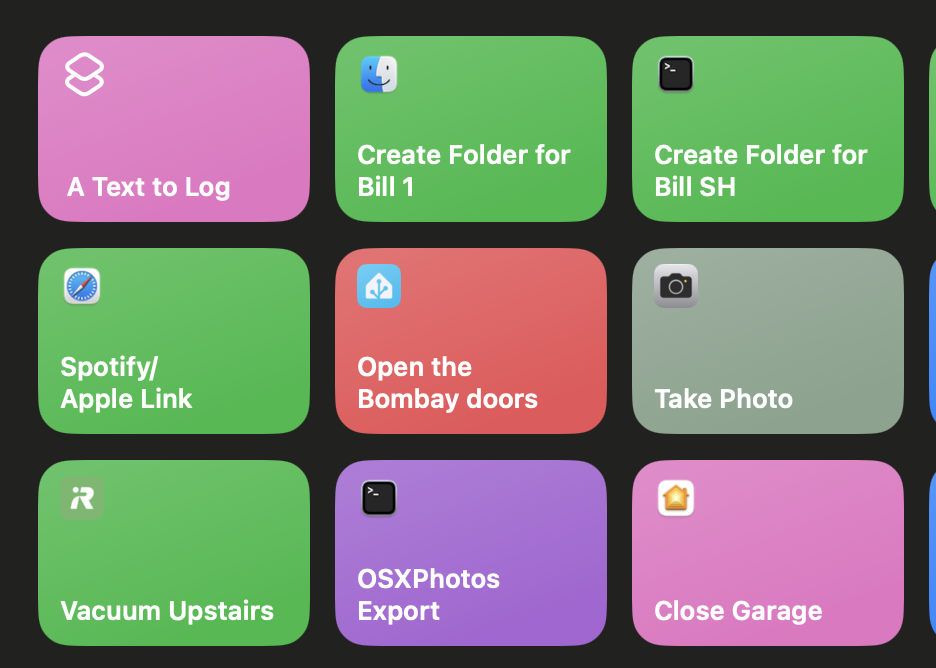 A Text to Log
Create Folder for
Bill 1
Create Folder for
Bill SH
Spotify/
Apple Link
Open the
Bombay doors
Take Photo
Vacuum Upstairs
OSXPhotos
Export
Close Garage